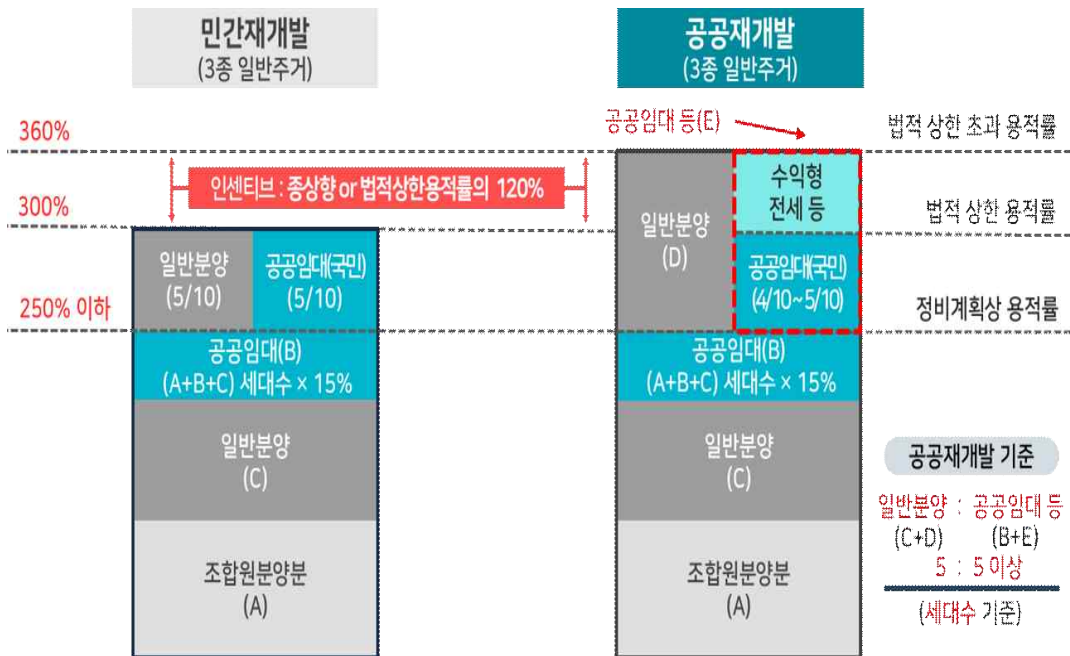 민간재개발
(3종 일반주거)
공공재개발
(3종 일반주거)
공공임대 등(E)
360%
법적 상한 초과 용적률
인센티브 : 종상향 or 법적상한용적률의 120%
수익형
전세 등
300%
법적 상한 용적률
일반분양
(5/10)
공공임대(국민)
(5/10)
일반분양
(D)
공공임대(국민)
(4/10~5/10)
250% 이하
정비계획상 용적률
공공임대(B)
(A+B+C) 세대수 × 15%
공공임대(B)
(A+B+C) 세대수 × 15%
일반분양
(C)
일반분양
(C)
조합원분양분
(A)
조합원분양분
(A)
공공재개발 기준
일반분양 : 공공임대 등
(C+D) (B+E)
5 : 5 이상
(세대수 기준)